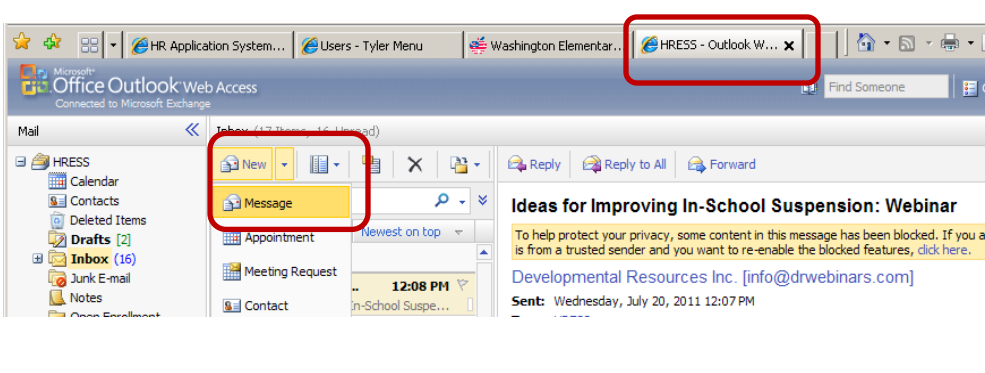 HR Application System... Users - Tyler Menu Washington Elementar... HRESS - Outlook W...
Microsoft
Office Outlook Web Access
Connected to Microsoft Exchange
Find Someone
Mail
Inbox (17 Items, 16 Unread)
HRESS
Calendar
Contacts
Deleted Items
Drafts [2]
Inbox (16)
Junk E-mail
Notes
Open Enrollment
New
Message
Appointment
Meeting Request
Contact
Newest on top
.. 12:08 PM
In-School Suspe...
Reply Reply to All Forward
Ideas for Improving In-School Suspension: Webinar
To help protect your privacy, some content in this message has been blocked. If you a
is from a trusted sender and you want to re-enable the blocked features, click here.
Developmental Resources Inc. [info@drwebinars.com]
Sent: Wednesday, July 20, 2011 12:07 PM